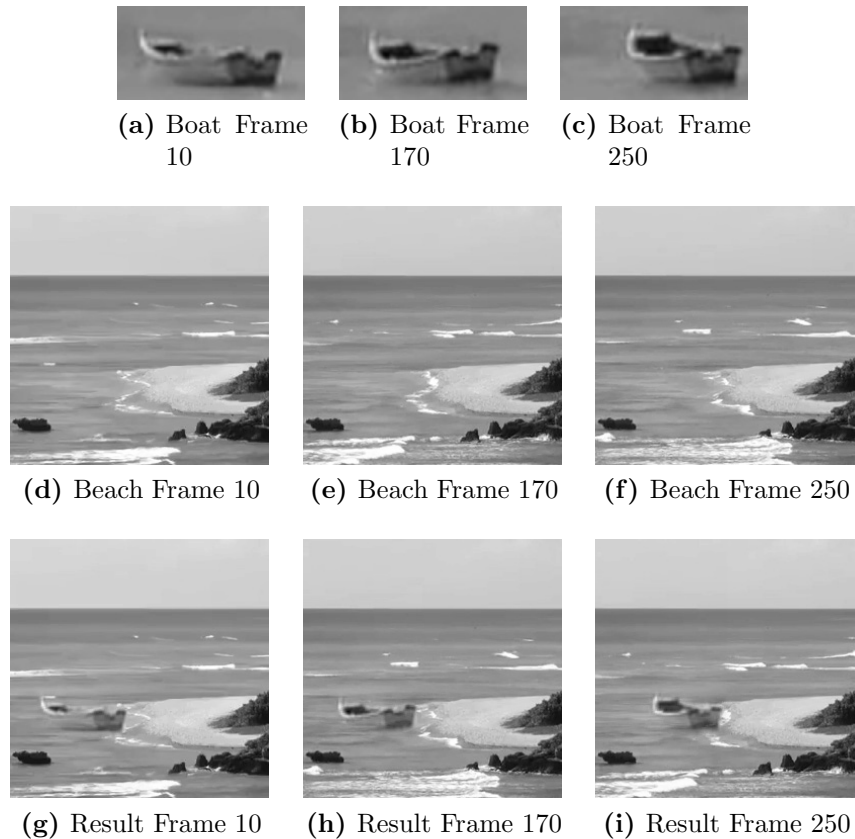 (a) Boat Frame
10
(b) Boat Frame
170
(c) Boat Frame
250
(d) Beach Frame 10
(e) Beach Frame 170
(f) Beach Frame 250
(g) Result Frame 10
(h) Result Frame 170
(i) Result Frame 250